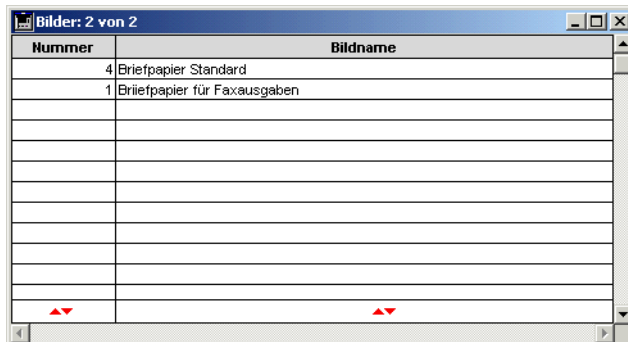 Bilder: 2 von 2
Nummer Bildname
4 Briefpapier Standard
1 Briiefpapier für Faxausgaben